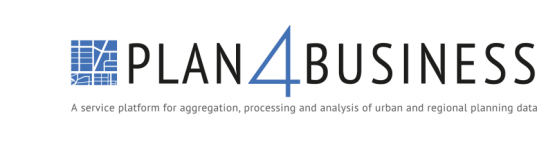 PLAN4BUSINESS
A service platform for aggregation, processing and analysis of urban and regional planning data